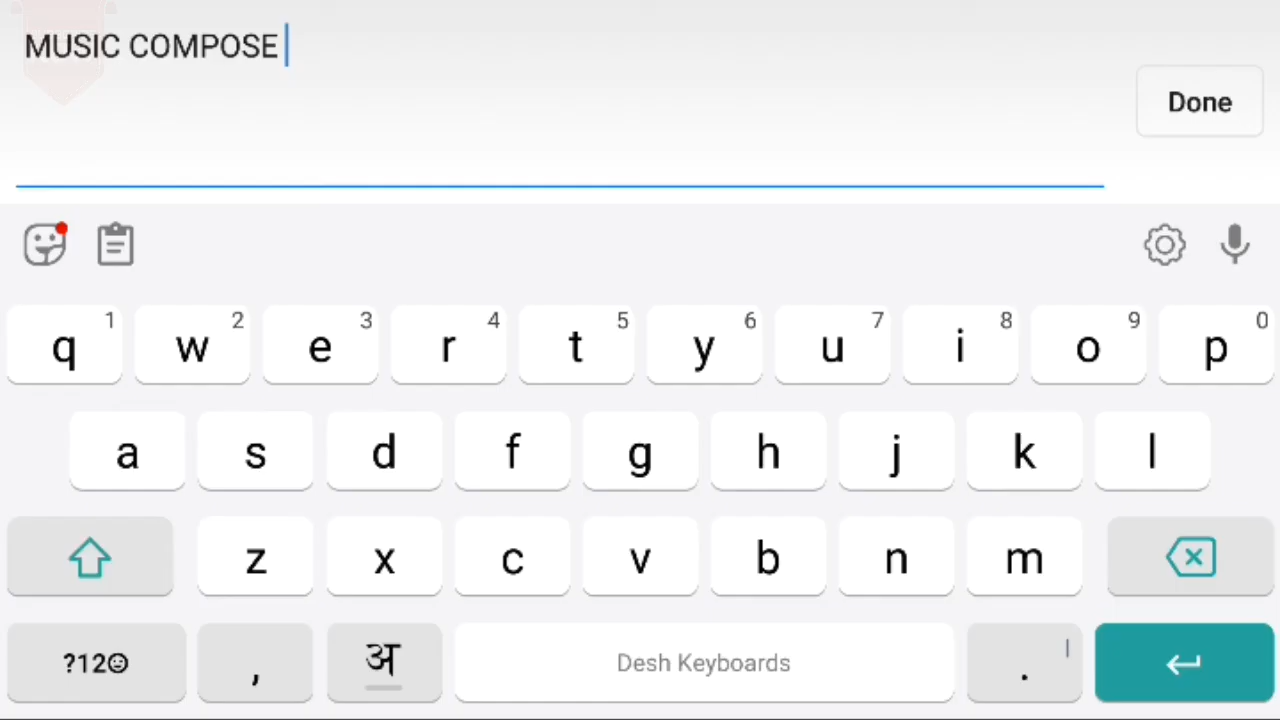 MUSIC COMPOSE
Done
q 1 w 2 e 3 r 4 t 5 y 6 u 7 i 8 o 9 p 0
a s d f g h j k l
z x c v b n m
?12☺ , अ Desh Keyboards . |